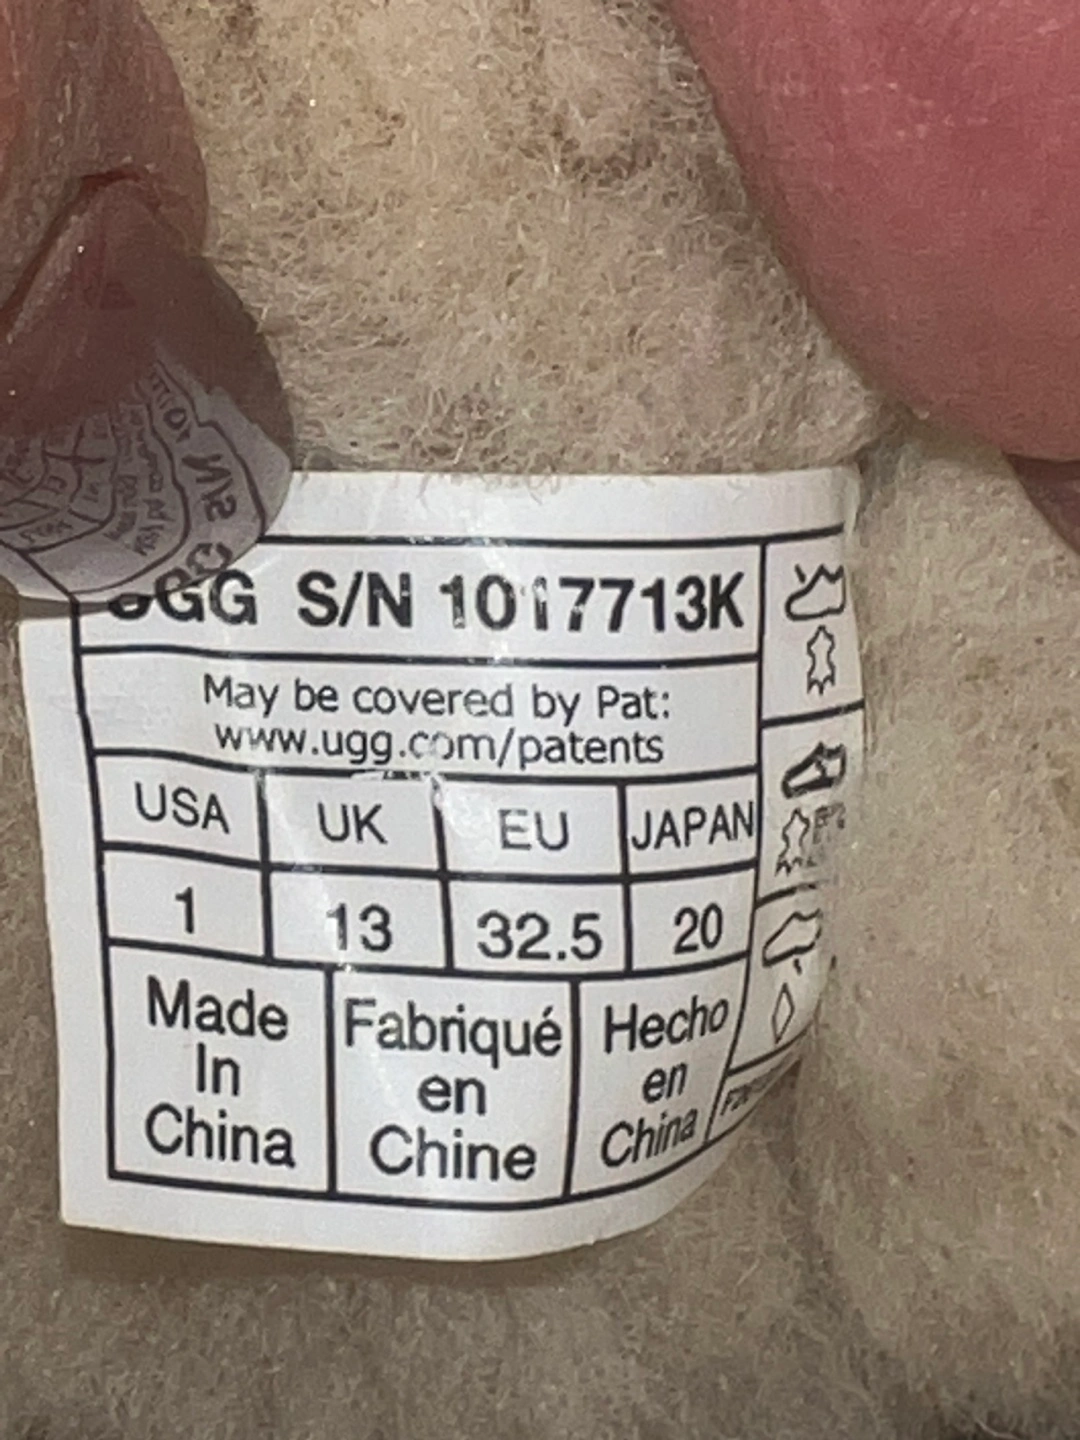 UGG S/N 1017713K
May be covered by Pat:
www.ugg.com/patents
USA UK EU JAPAN
1 13 32.5 20
Made
In
China
Fabriqué
en
Chine
Hecho
en
China